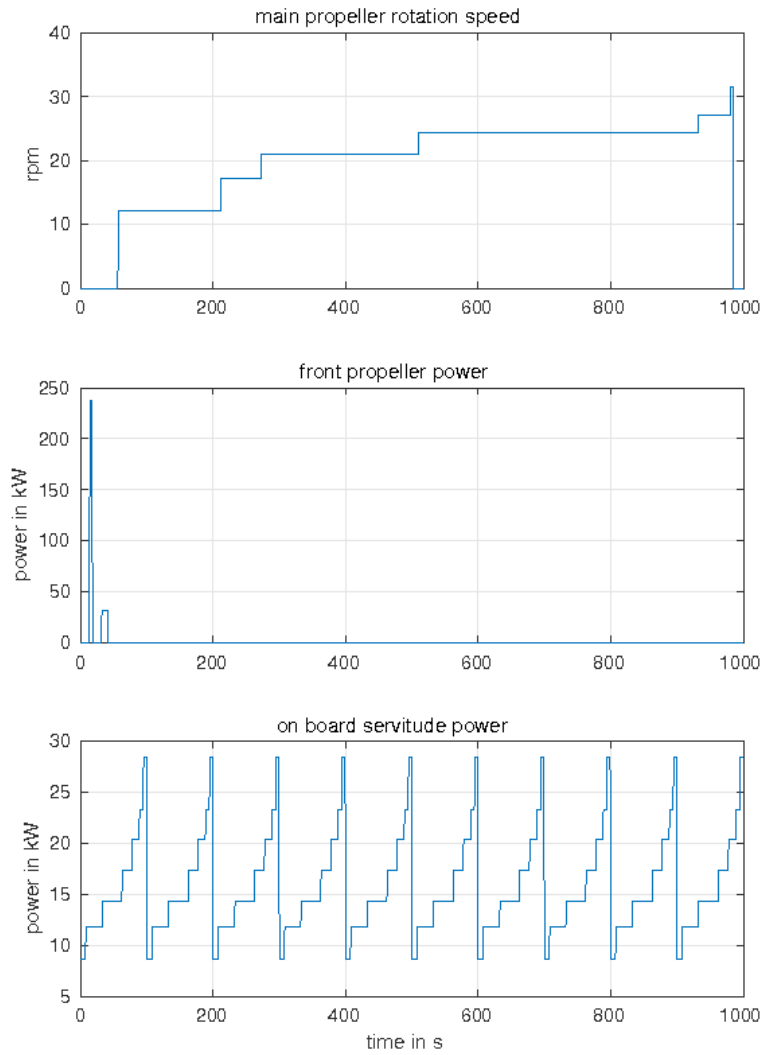 main propeller rotation speed
40
30
20
10
0
rpm
0 200 400 600 800 1000
front propeller power
250
200
150
100
50
0
power in kW
0 200 400 600 800 1000
on board servitude power
30
25
20
15
10
5
power in kW
0 200 400 600 800 1000
time in s